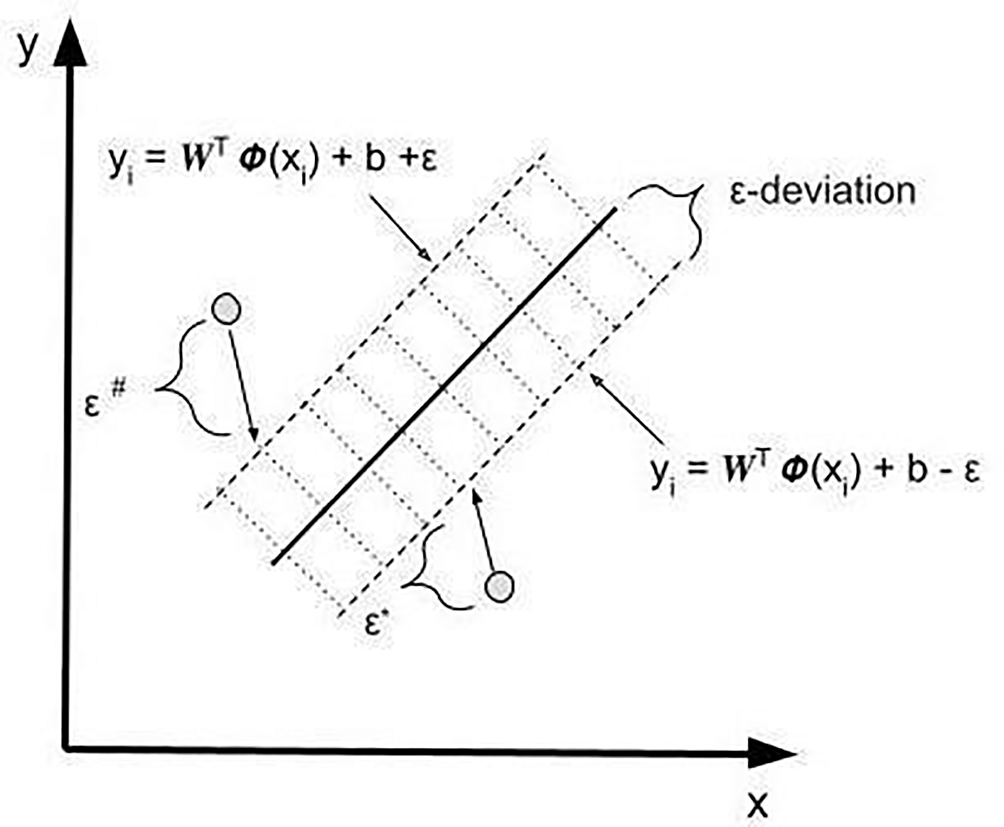 y
yᵢ = Wᵀ Φ(xᵢ) + b +ε
ε-deviation
ε #
yᵢ = Wᵀ Φ(xᵢ) + b - ε
ε*
x